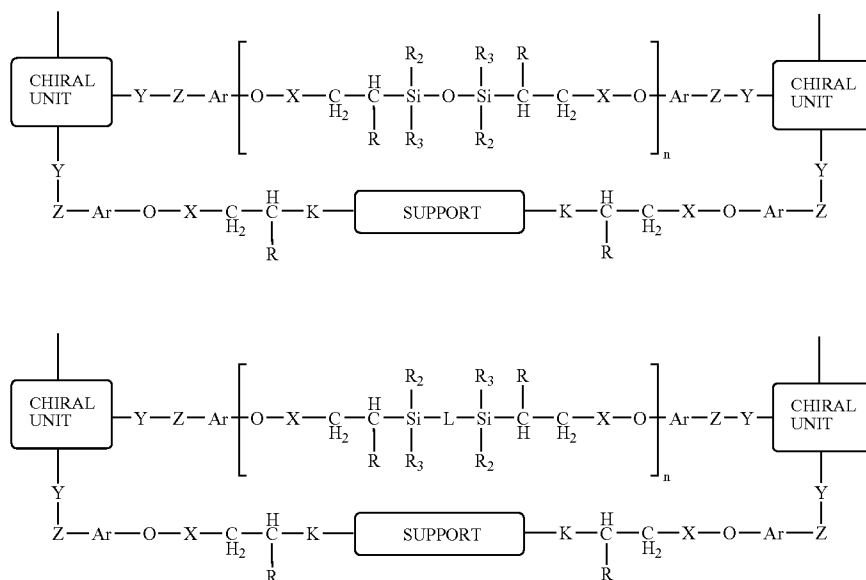 R₂ R₃ R
CHIRAL UNIT Y Z Ar O X CH₂ CH Si O Si CH CH₂ X O Ar Z Y CHIRAL UNIT
R R₃ R₂
n
Y Y
Z Ar O X CH₂ CH K SUPPORT K CH CH₂ X O Ar Z
R R
R₂ R₃ R
CHIRAL UNIT Y Z Ar O X CH₂ CH Si L Si CH CH₂ X O Ar Z Y CHIRAL UNIT
R R₃ R₂
n
Y Y
Z Ar O X CH₂ CH K SUPPORT K CH CH₂ X O Ar Z
R R